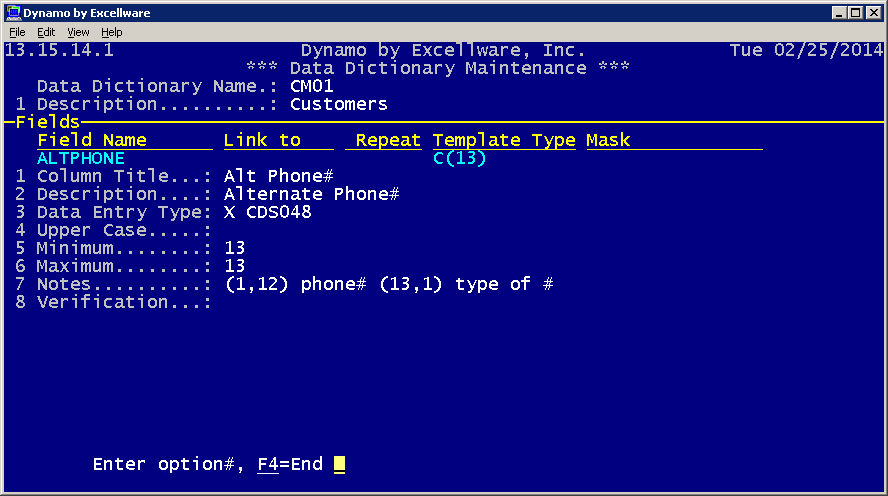 Dynamo by Excellware
File Edit View Help
13.15.14.1 Dynamo by Excellware, Inc. Tue 02/25/2014
*** Data Dictionary Maintenance ***
Data Dictionary Name.: CM01
1 Description..........: Customers
Fields
Field Name Link to Repeat Template Type Mask
ALTPHONE C(13)
1 Column Title...: Alt Phone#
2 Description....: Alternate Phone#
3 Data Entry Type: X CDS048
4 Upper Case.....:
5 Minimum........: 13
6 Maximum........: 13
7 Notes..........: (1,12) phone# (13,1) type of #
8 Verification...:
Enter option#, F4=End